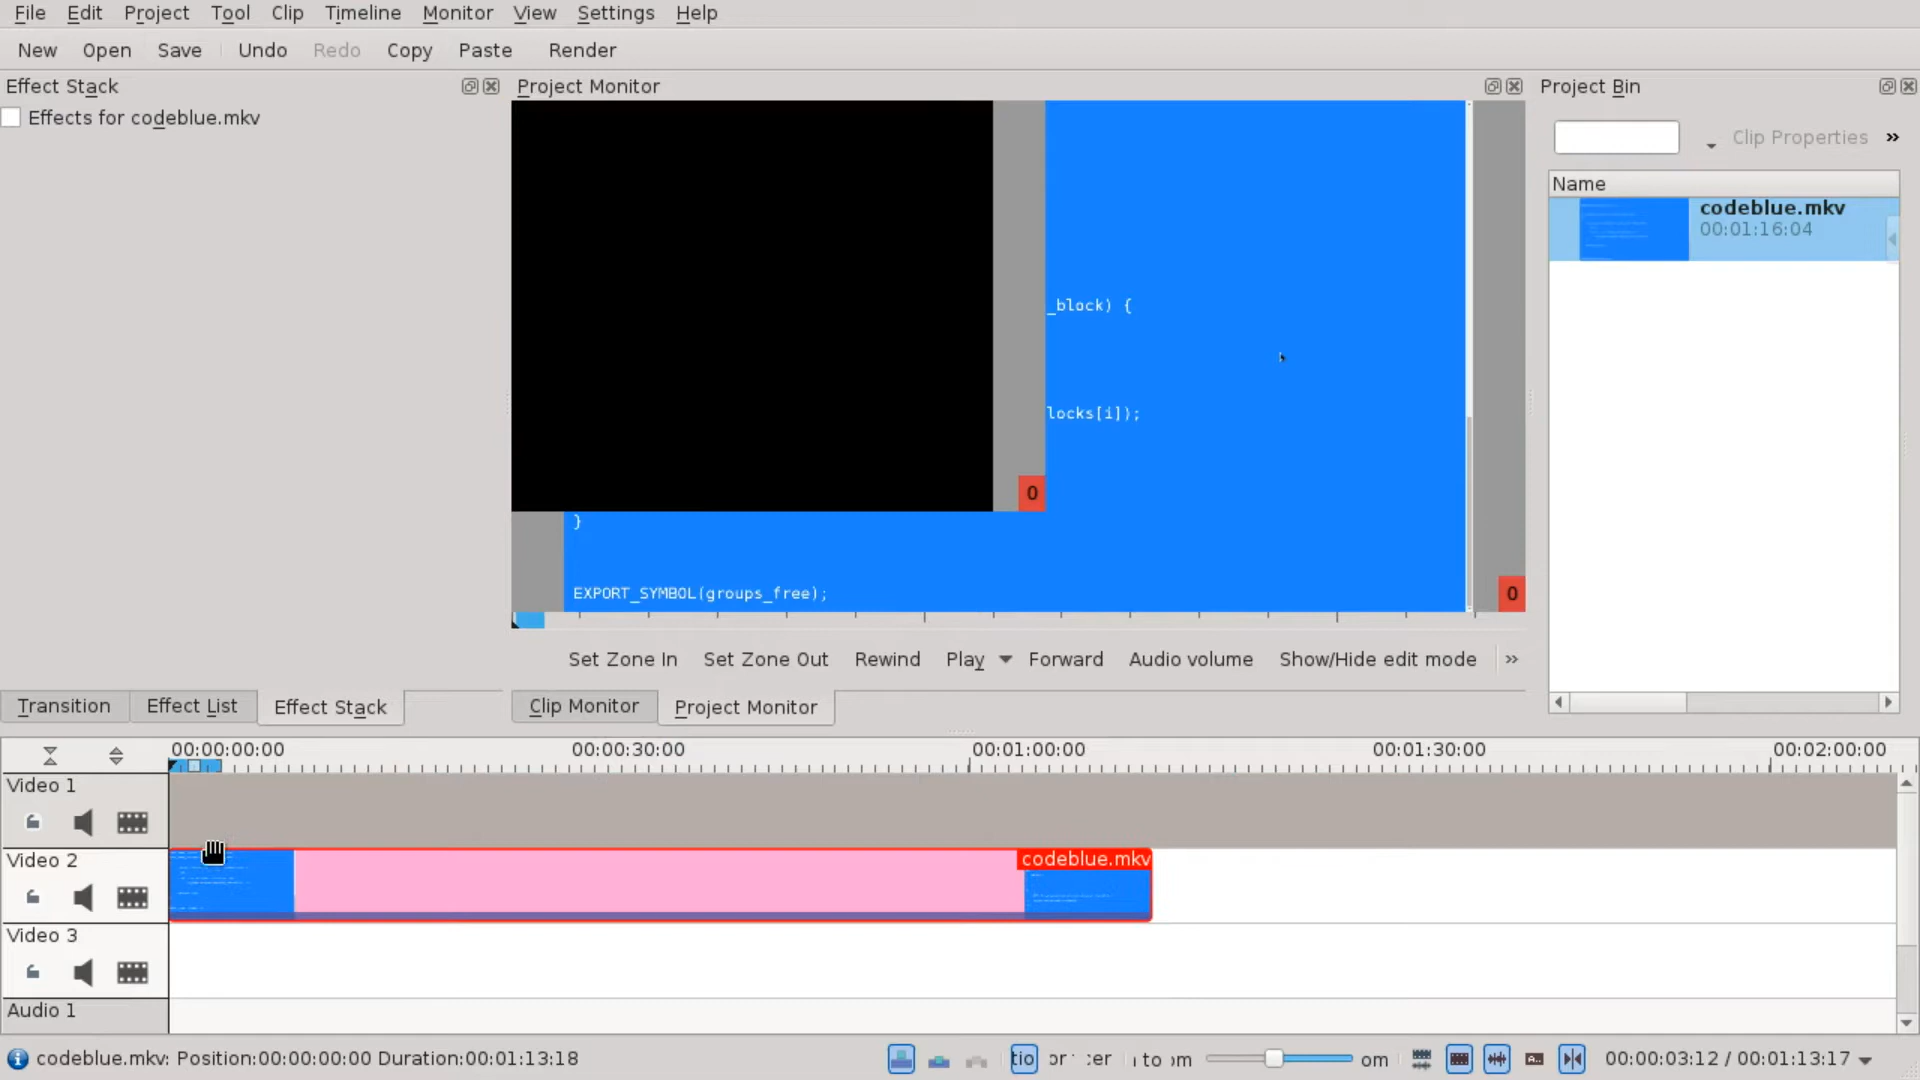 File Edit Project Tool Clip Timeline Monitor View Settings Help
New Open Save Undo Redo Copy Paste Render
Effect Stack
Effects for codeblue.mkv
Project Monitor
_block) {
locks[i]);
0
}
EXPORT_SYMBOL(groups_free);
0
Set Zone In Set Zone Out Rewind Play Forward Audio volume Show/Hide edit mode »
Project Bin
Clip Properties »
Name
codeblue.mkv
00:01:16:04
Transition Effect List Effect Stack
Clip Monitor Project Monitor
00:00:00:00 00:00:30:00 00:01:00:00 00:01:30:00 00:02:00:00
Video 1
Video 2
codeblue.mkv
Video 3
Audio 1
codeblue.mkv: Position:00:00:00:00 Duration:00:01:13:18
tio or cer to om om
00:00:03:12 / 00:01:13:17